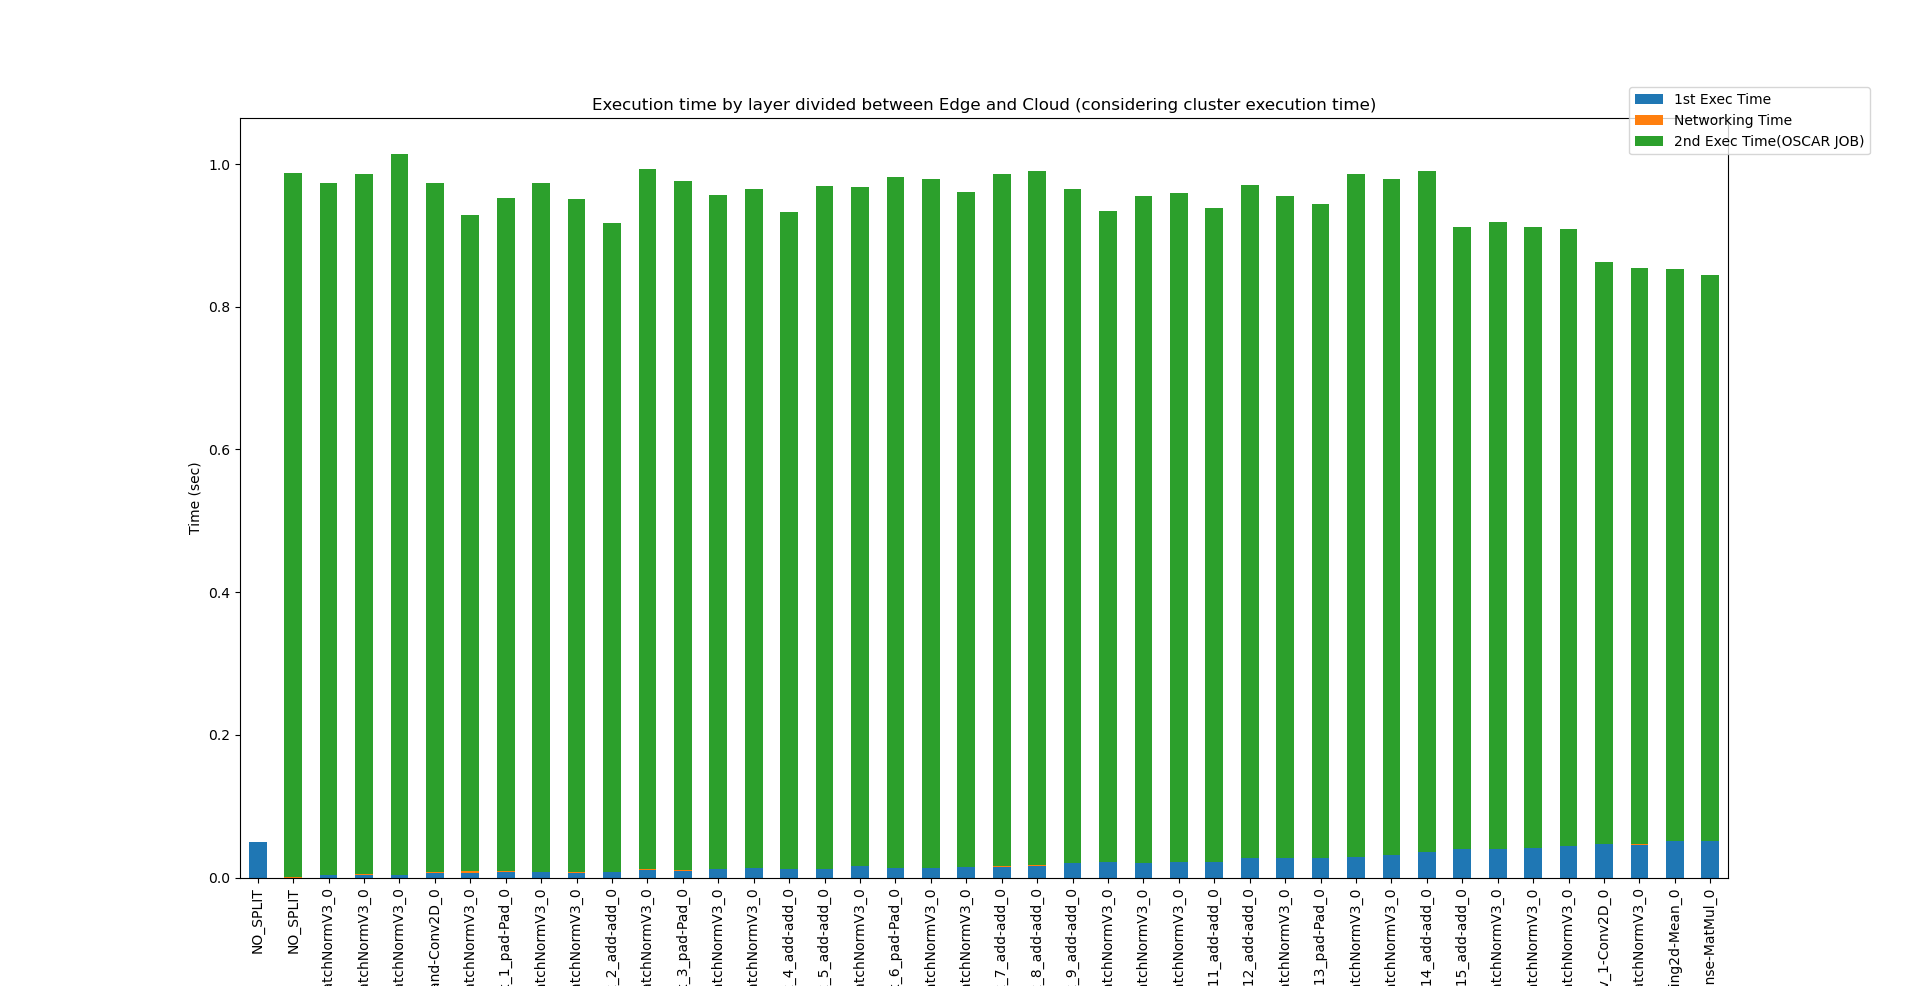 Execution time by layer divided between Edge and Cloud (considering cluster execution time)
1st Exec Time
Networking Time
2nd Exec Time(OSCAR JOB)
1.0
0.8
0.6
0.4
0.2
0.0
Time (sec)
NO_SPLIT
NO_SPLIT
atchNormV3_0
atchNormV3_0
atchNormV3_0
and-Conv2D_0
atchNormV3_0
_1_pad-Pad_0
atchNormV3_0
atchNormV3_0
_2_add-add_0
atchNormV3_0
_3_pad-Pad_0
atchNormV3_0
_4_add-add_0
_5_add-add_0
atchNormV3_0
_6_pad-Pad_0
atchNormV3_0
atchNormV3_0
_7_add-add_0
_8_add-add_0
_9_add-add_0
atchNormV3_0
atchNormV3_0
atchNormV3_0
11_add-add_0
12_add-add_0
atchNormV3_0
13_pad-Pad_0
atchNormV3_0
atchNormV3_0
14_add-add_0
15_add-add_0
atchNormV3_0
atchNormV3_0
atchNormV3_0
v_1-Conv2D_0
atchNormV3_0
ing2d-Mean_0
nse-MatMul_0